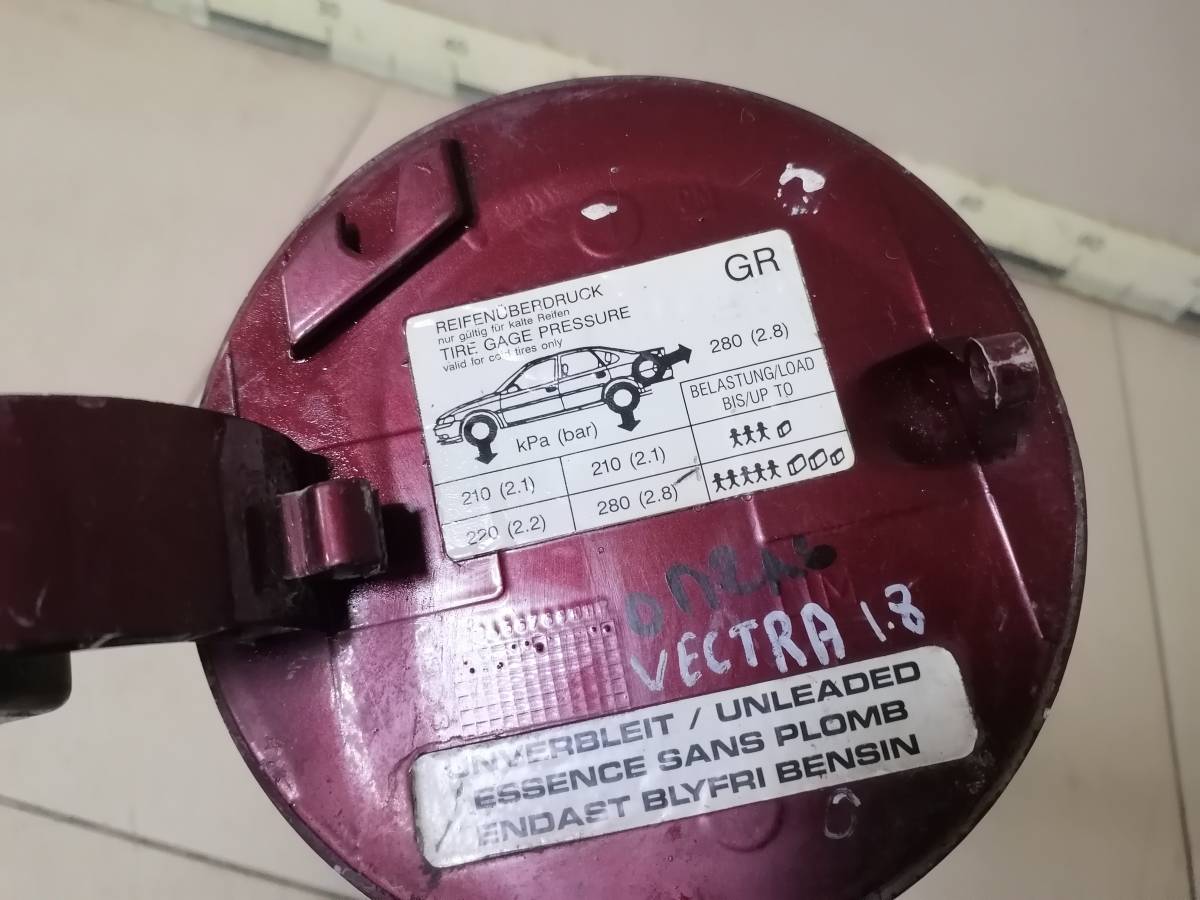 GR
REIFENÜBERDRUCK
nur gültig für kalte Reifen
TIRE GAGE PRESSURE
valid for cold tires only
280 (2.8)
BELASTUNG/LOAD
BIS/UP TO
kPa (bar)
210 (2.1) 210 (2.1)
220 (2.2) 280 (2.8)
VECTRA 1.8
UNVERBLEIT / UNLEADED
ESSENCE SANS PLOMB
ENDAST BLYFRI BENSIN